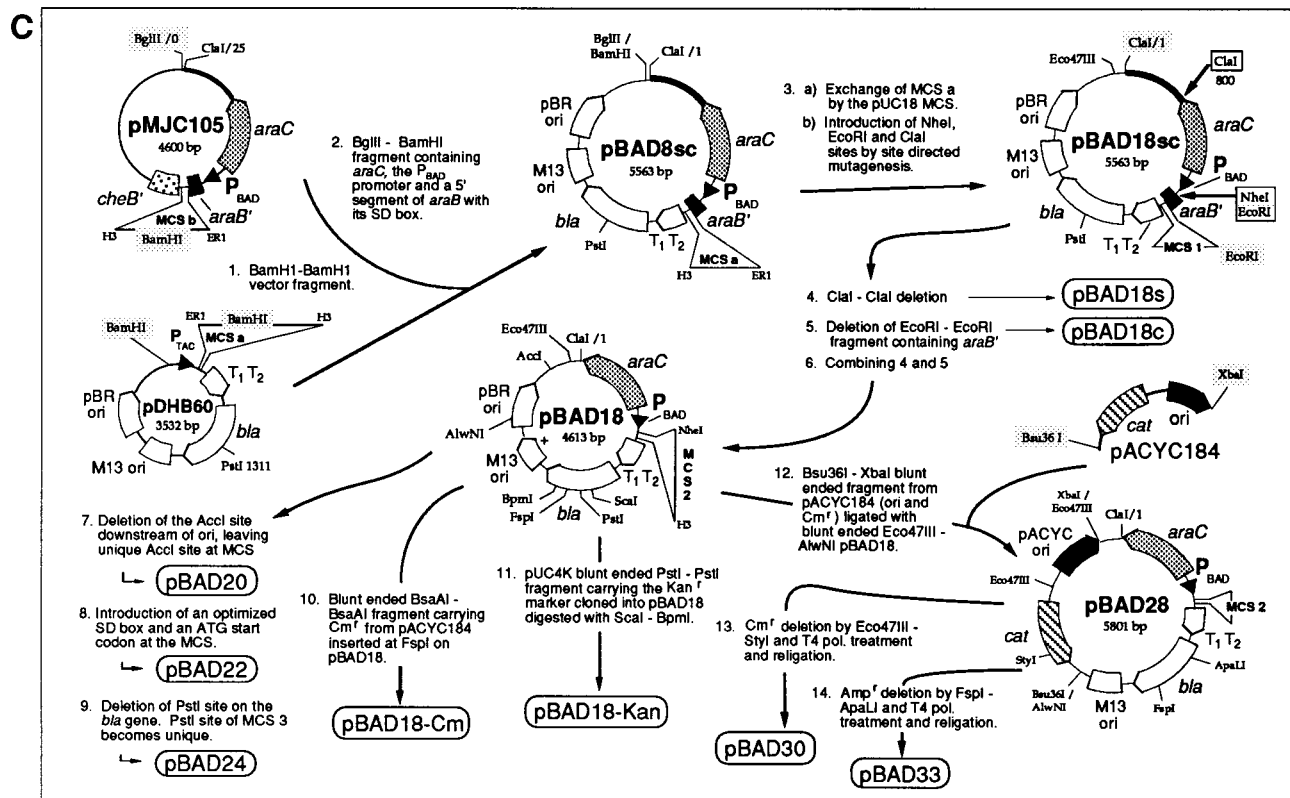 C
BglII /0
ClaI/25
pMJC105
4600 bp
araC
P BAD
cheB'
araB'
MCS b
H3
BamHI
ER1
1. BamH1-BamH1
vector fragment.
2. BglII - BamHI
fragment containing
araC, the PBAD
promoter and a 5'
segment of araB with
its SD box.
BamHI
P TAC
ER1
BamHI
H3
MCS a
T1 T2
pBR
ori
pDHB60
3532 bp
bla
M13 ori
PstI 1311
BglII /
BamHI
ClaI /1
pBR
ori
pBAD8sc
5563 bp
araC
M13
ori
P BAD
bla
araB'
PstI
T1 T2
MCS a
H3
ER1
3. a) Exchange of MCS a
by the pUC18 MCS.
b) Introduction of NheI,
EcoRI and ClaI
sites by site directed
mutagenesis.
Eco47III
ClaI/1
ClaI
800
pBR
ori
pBAD18sc
5563 bp
araC
M13
ori
P BAD
NheI
EcoRI
bla
araB'
PstI
T1 T2
MCS 1
EcoRI
4. ClaI - ClaI deletion
pBAD18s
5. Deletion of EcoRI - EcoRI
fragment containing araB'
pBAD18c
6. Combining 4 and 5
Eco47III
ClaI /1
AccI
araC
pBR
ori
pBAD18
4613 bp
P BAD
NheI
AlwNI
+
M13
ori
T1 T2
MCS 2
BpmI
FspI
bla
PstI
ScaI
H3
XbaI
cat
ori
Bsu36 I
pACYC184
7. Deletion of the AccI site
downstream of ori, leaving
unique AccI site at MCS
pBAD20
8. Introduction of an optimized
SD box and an ATG start
codon at the MCS.
pBAD22
9. Deletion of PstI site on the
bla gene. PstI site of MCS 3
becomes unique.
pBAD24
10. Blunt ended BsaAI -
BsaAI fragment carrying
Cmr from pACYC184
inserted at FspI on
pBAD18.
pBAD18-Cm
11. pUC4K blunt ended PstI - PstI
fragment carrying the Kan r
marker cloned into pBAD18
digested with ScaI - BpmI.
pBAD18-Kan
12. Bsu36I - XbaI blunt
ended fragment from
pACYC184 (ori and
Cm r) ligated with
blunt ended Eco47III -
AlwNI pBAD18.
XbaI /
Eco47III
ClaI/1
araC
pACYC
ori
P BAD
Eco47III
pBAD28
5801 bp
MCS 2
cat
T1 T2
StyI
ApaLI
bla
Bsu36I /
AlwNI
M13
ori
FspI
13. Cm r deletion by Eco47III -
StyI and T4 pol. treatment
and religation.
pBAD30
14. Amp r deletion by FspI -
ApaLI and T4 pol.
treatment and religation.
pBAD33